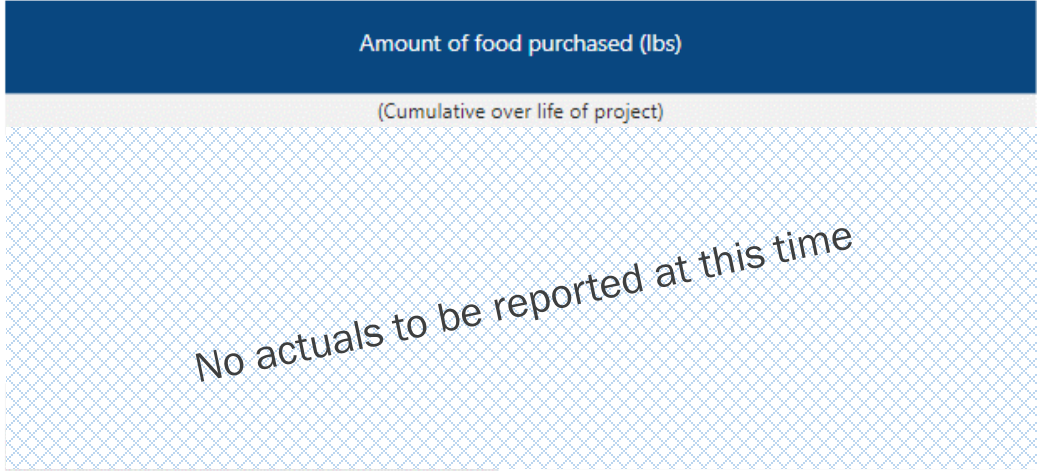 Amount of food purchased (lbs)
(Cumulative over life of project)
No actuals to be reported at this time